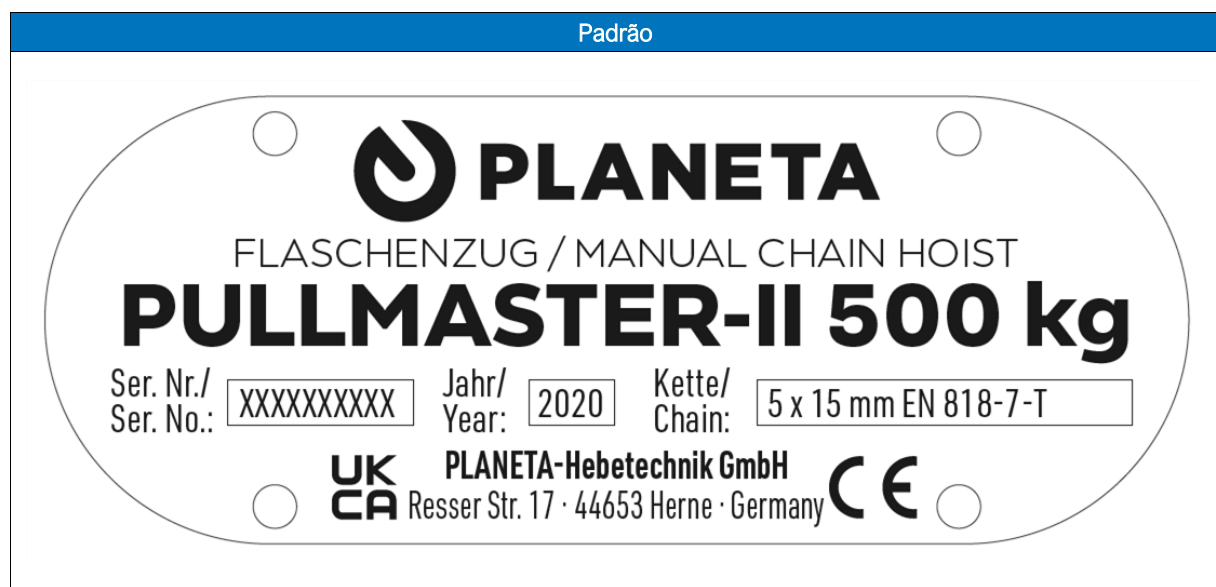 Padrão
PLANETA
FLASCHENZUG / MANUAL CHAIN HOIST
PULLMASTER-II 500 kg
Ser. Nr./
Ser. No.: XXXXXXXXXX
Jahr/
Year: 2020
Kette/
Chain: 5 x 15 mm EN 818-7-T
UK
CA
PLANETA-Hebetechnik GmbH
Resser Str. 17 · 44653 Herne · Germany
CE